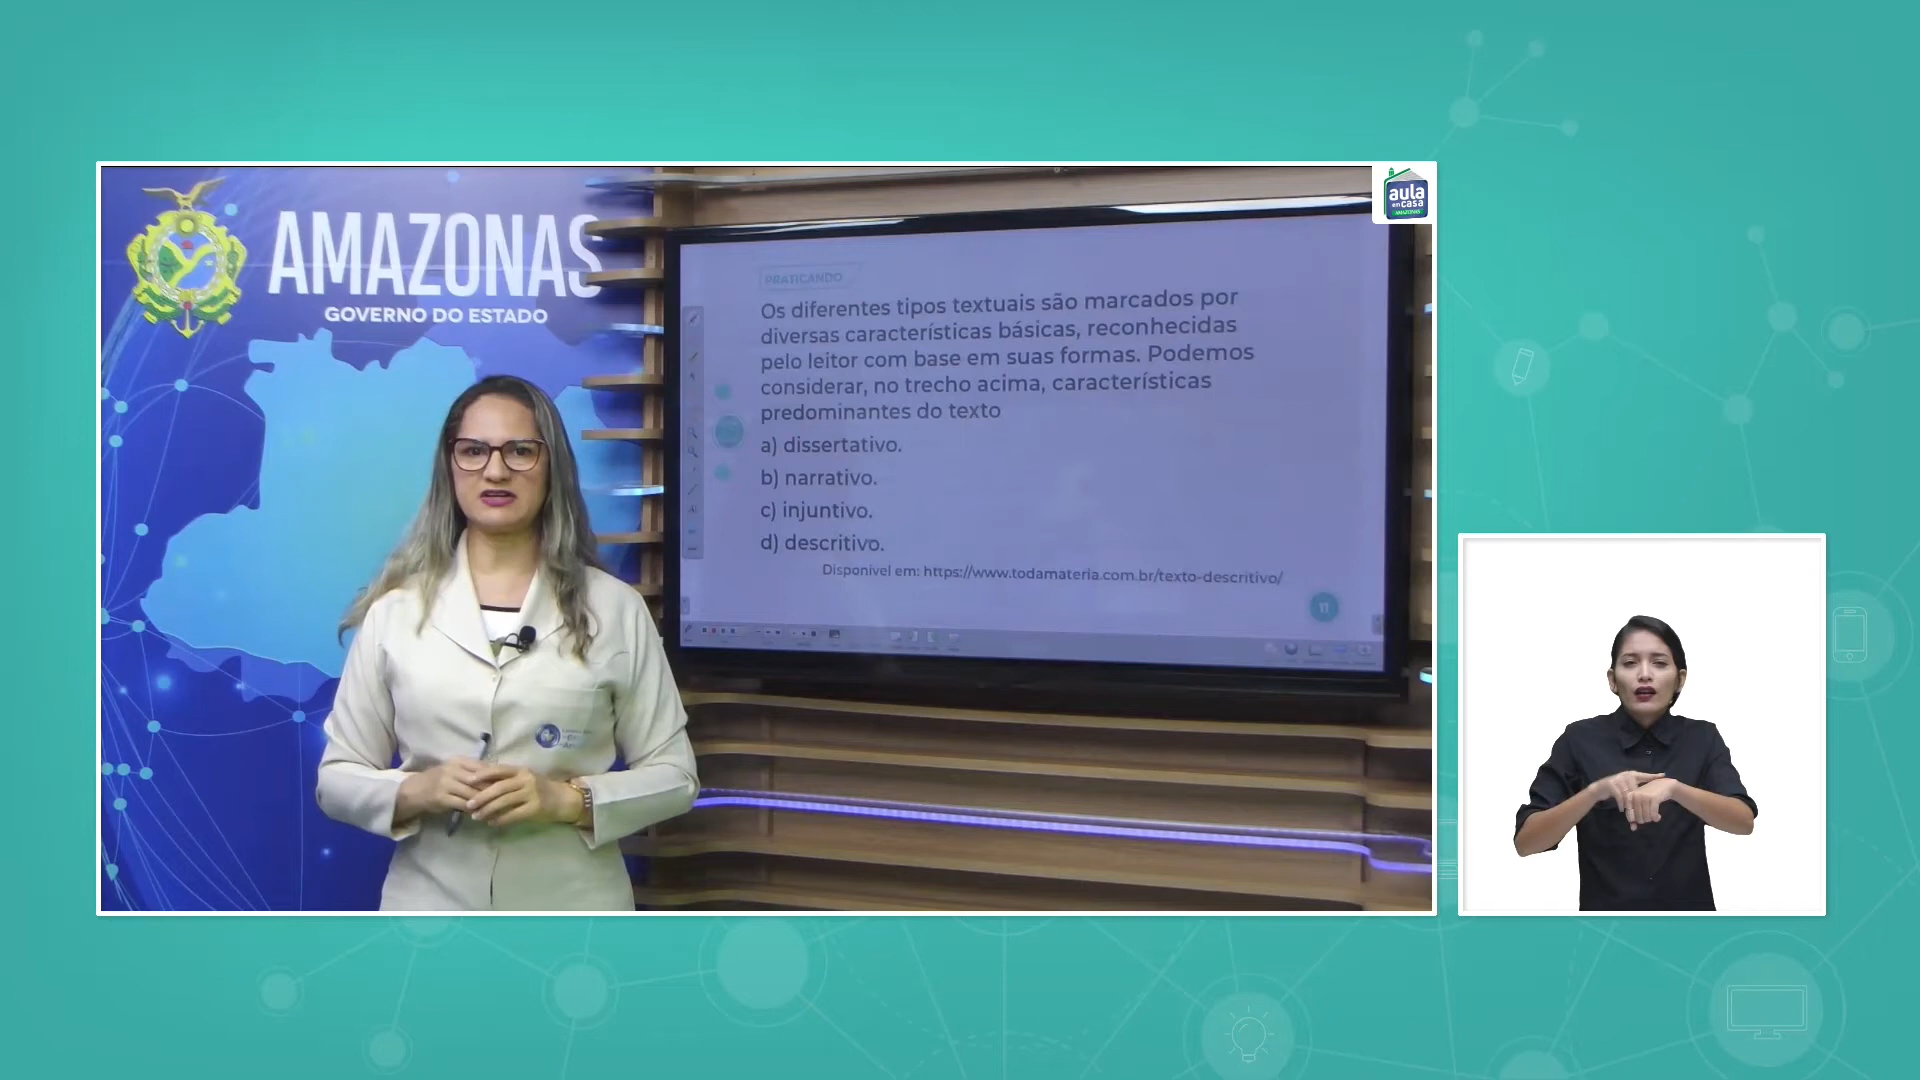 AMAZONAS
GOVERNO DO ESTADO
aula
em casa
AMAZONAS
PRATICANDO
Os diferentes tipos textuais são marcados por
diversas características básicas, reconhecidas
pelo leitor com base em suas formas. Podemos
considerar, no trecho acima, características
predominantes do texto
a) dissertativo.
b) narrativo.
c) injuntivo.
d) descritivo.
Disponível em: https://www.todamateria.com.br/texto-descritivo/
11